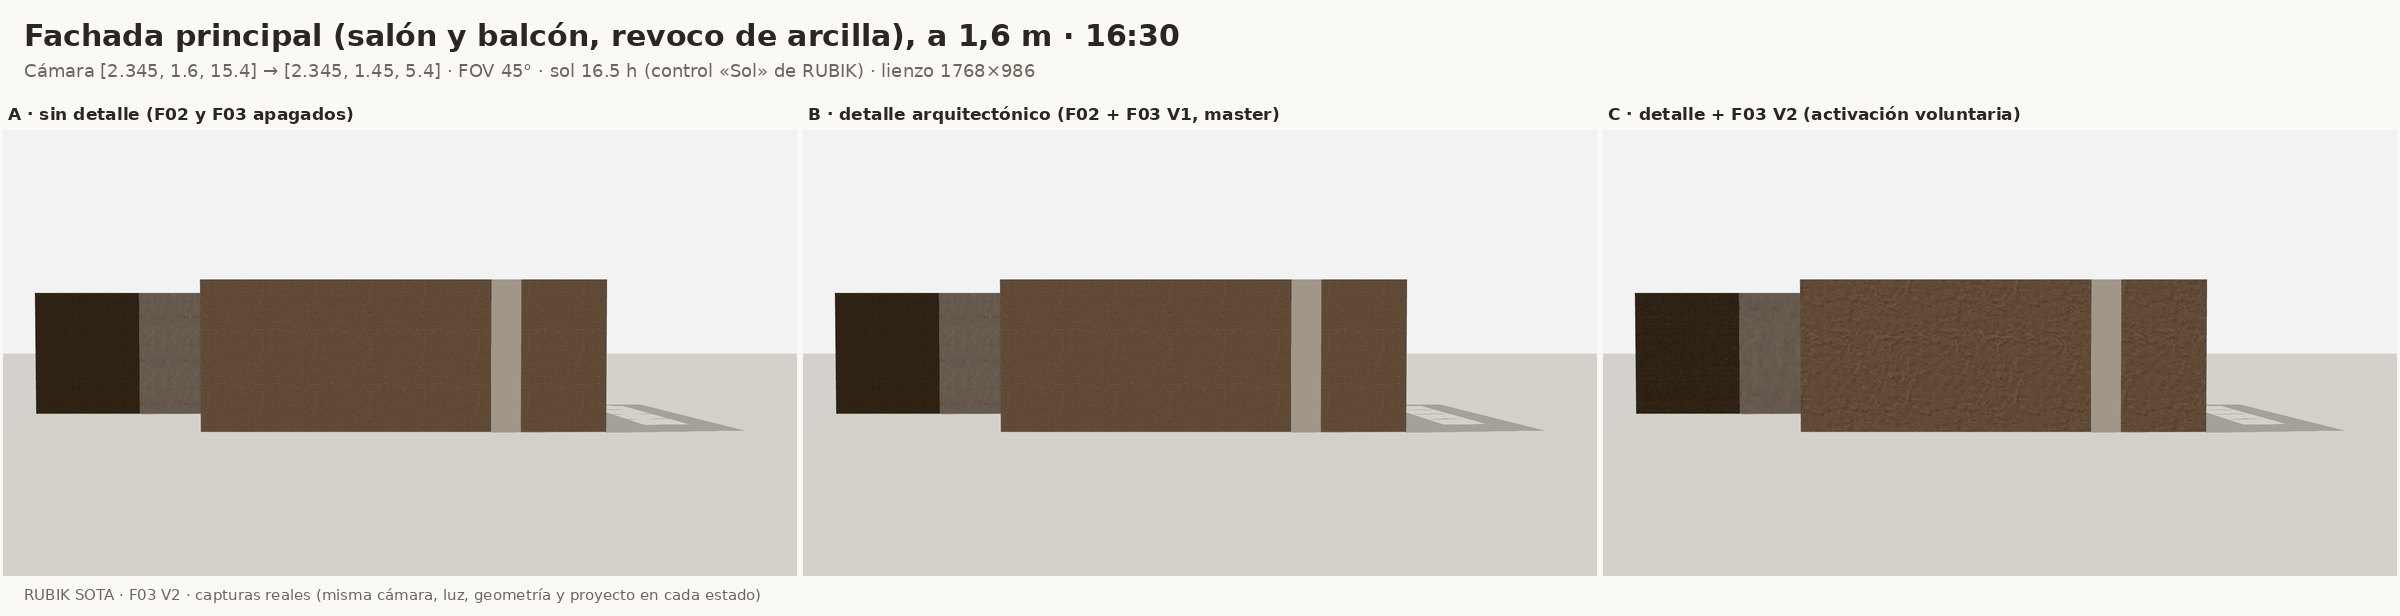 Fachada principal (salón y balcón, revoco de arcilla), a 1,6 m · 16:30
Cámara [2.345, 1.6, 15.4] → [2.345, 1.45, 5.4] · FOV 45° · sol 16.5 h (control «Sol» de RUBIK) · lienzo 1768×986
A · sin detalle (F02 y F03 apagados)
B · detalle arquitectónico (F02 + F03 V1, master)
C · detalle + F03 V2 (activación voluntaria)
RUBIK SOTA · F03 V2 · capturas reales (misma cámara, luz, geometría y proyecto en cada estado)